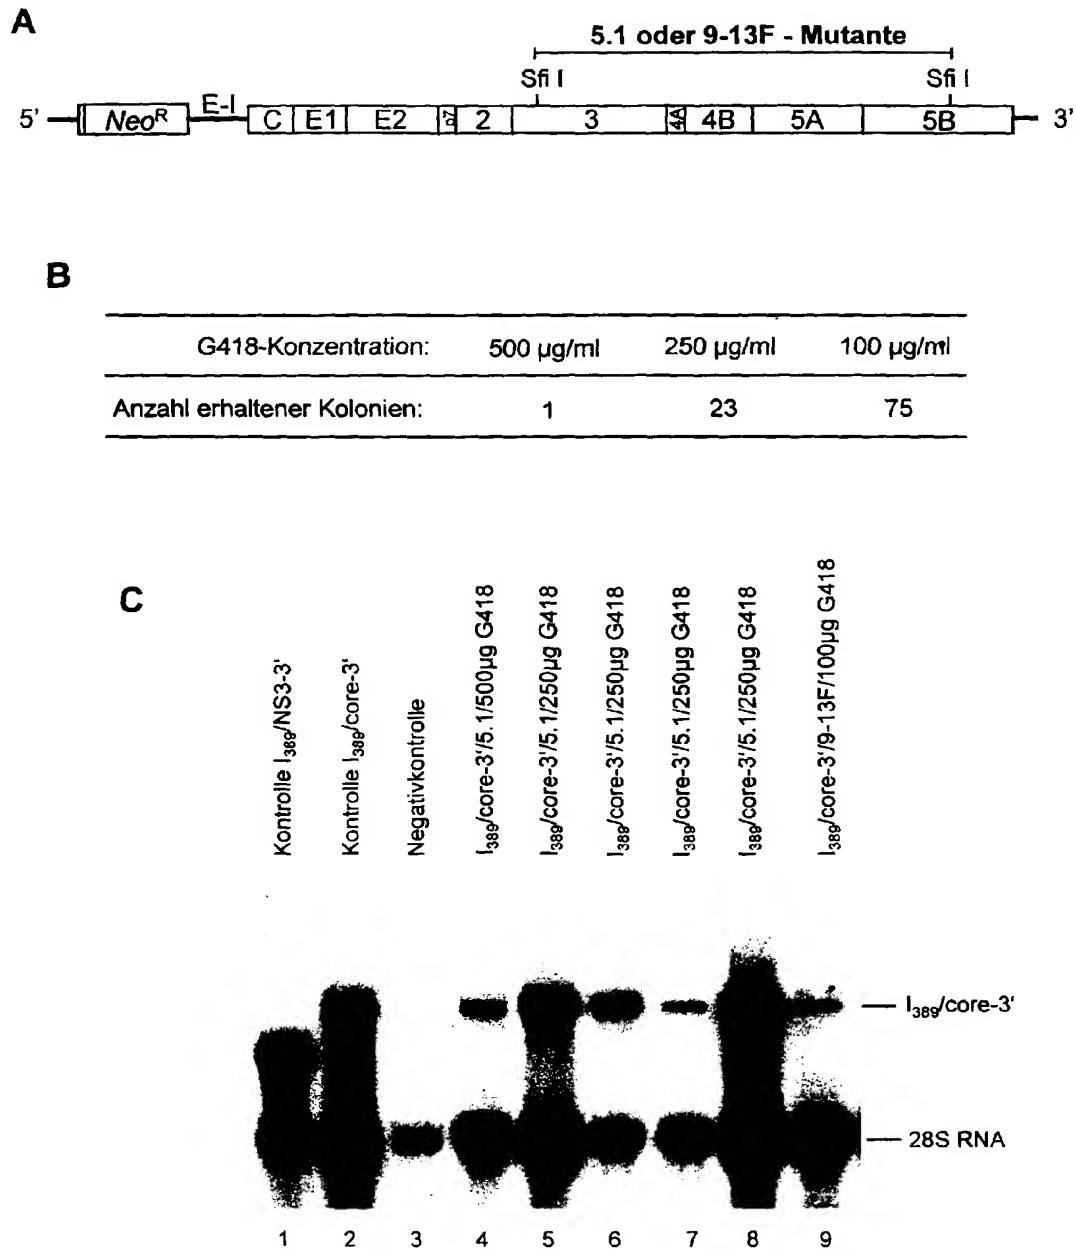 A
5.1 oder 9-13F - Mutante
Sfi I Sfi I
5' Neo^R E-I C E1 E2 p7 2 3 4A 4B 5A 5B 3'
B
G418-Konzentration: 500 µg/ml 250 µg/ml 100 µg/ml
Anzahl erhaltener Kolonien: 1 23 75
C
Kontrolle I₃₈₉/NS3-3'
Kontrolle I₃₈₉/core-3'
Negativkontrolle
I₃₈₉/core-3'/5.1/500µg G418
I₃₈₉/core-3'/5.1/250µg G418
I₃₈₉/core-3'/5.1/250µg G418
I₃₈₉/core-3'/5.1/250µg G418
I₃₈₉/core-3'/5.1/250µg G418
I₃₈₉/core-3'/9-13F/100µg G418
I₃₈₉/core-3'
28S RNA
1 2 3 4 5 6 7 8 9